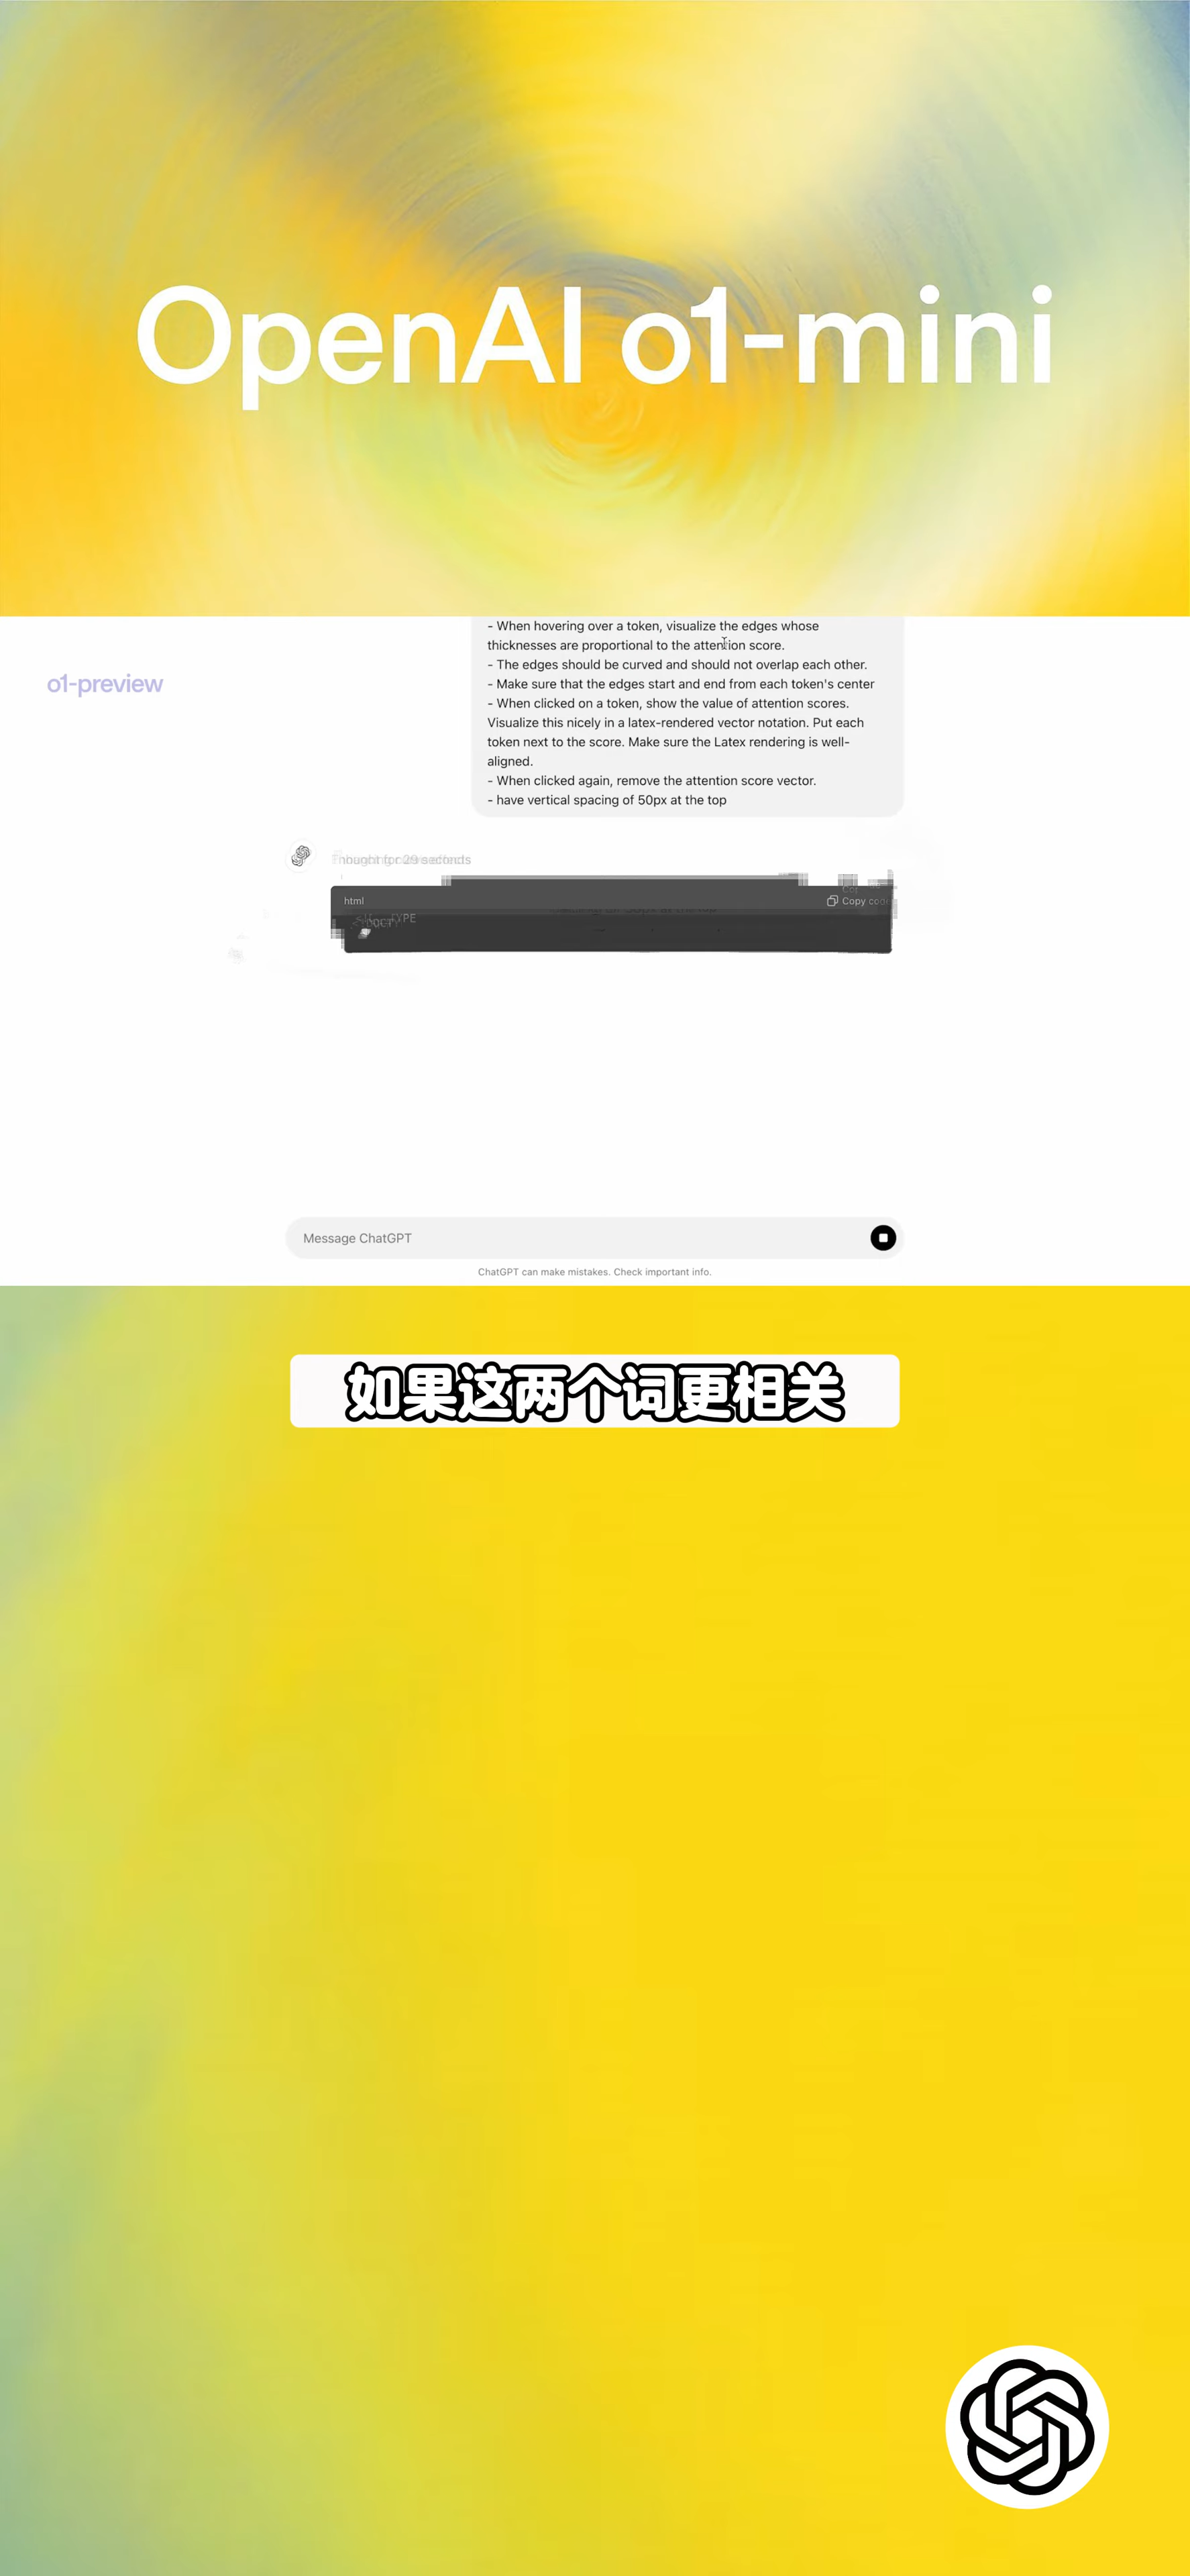 OpenAI o1-mini
- When hovering over a token, visualize the edges whose
thicknesses are proportional to the attention score.
- The edges should be curved and should not overlap each other.
o1-preview
- Make sure that the edges start and end from each token's center
- When clicked on a token, show the value of attention scores.
Visualize this nicely in a latex-rendered vector notation. Put each
token next to the score. Make sure the Latex rendering is well-
aligned.
- When clicked again, remove the attention score vector.
- have vertical spacing of 50px at the top
for 29 seconds
html
Copy code
Message ChatGPT
ChatGPT can make mistakes. Check important info.
如果这两个词更相关